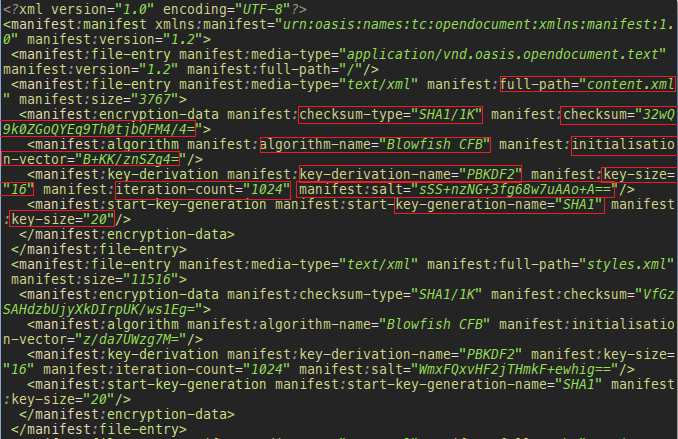 <?xml version="1.0" encoding="UTF-8"?>
<manifest:manifest xmlns:manifest="urn:oasis:names:tc:opendocument:xmlns:manifest:1.
0" manifest:version="1.2">
<manifest:file-entry manifest:media-type="application/vnd.oasis.opendocument.text"
manifest:version="1.2" manifest:full-path="/"/>
<manifest:file-entry manifest:media-type="text/xml" manifest:full-path="content.xml
" manifest:size="3767">
<manifest:encryption-data manifest:checksum-type="SHA1/1K" manifest:checksum="32wQ
9k0ZGoQYEq9Th0tjbQFM4/4=">
<manifest:algorithm manifest:algorithm-name="Blowfish CFB" manifest:initialisatio
n-vector="B+KK/znSZg4="/>
<manifest:key-derivation manifest:key-derivation-name="PBKDF2" manifest:key-size=
"16" manifest:iteration-count="1024" manifest:salt="sSS+nzNG+3fg68w7uAAo+A=="/>
<manifest:start-key-generation manifest:start-key-generation-name="SHA1" manifest
:key-size="20"/>
</manifest:encryption-data>
</manifest:file-entry>
<manifest:file-entry manifest:media-type="text/xml" manifest:full-path="styles.xml"
manifest:size="11516">
<manifest:encryption-data manifest:checksum-type="SHA1/1K" manifest:checksum="VfGz
SAHdzbUjyXkDIrpUK/ws1Eg=">
<manifest:algorithm manifest:algorithm-name="Blowfish CFB" manifest:initialisatio
n-vector="z/da7UWzg7M="/>
<manifest:key-derivation manifest:key-derivation-name="PBKDF2" manifest:key-size=
"16" manifest:iteration-count="1024" manifest:salt="WmxFQxvHF2jTHmkF+ewhig=="/>
<manifest:start-key-generation manifest:start-key-generation-name="SHA1" manifest
:key-size="20"/>
</manifest:encryption-data>
</manifest:file-entry>